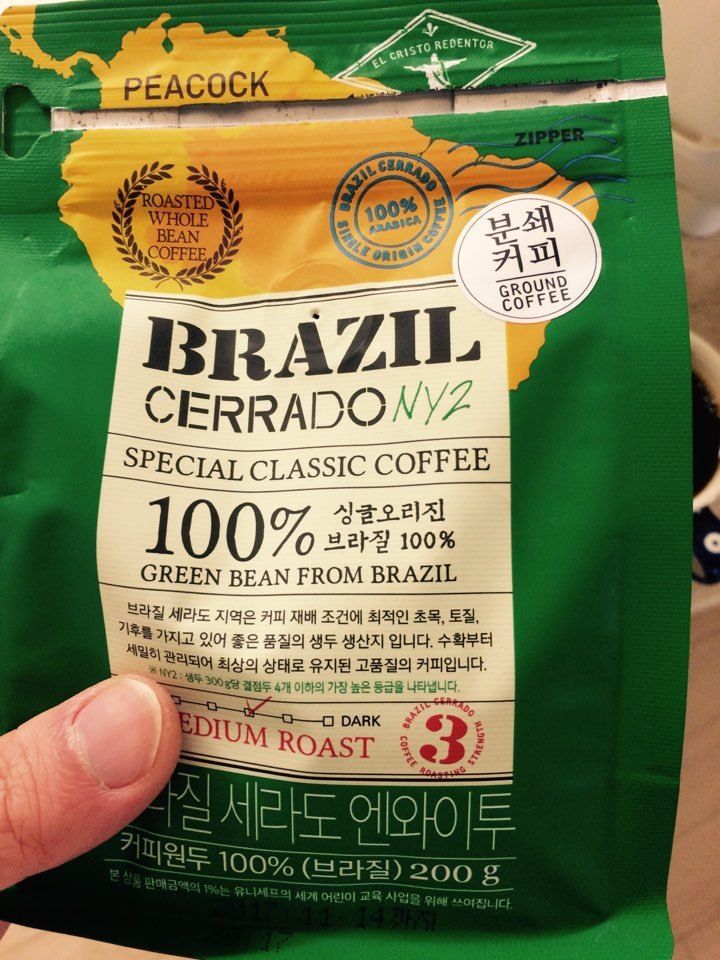 EL CRISTO REDENTOR
PEACOCK
ZIPPER
ROASTED
WHOLE
BEAN
COFFEE
BRAZIL CERRADO
100%
ARABICA
SINGLE ORIGIN COFFEE
분쇄
커피
GROUND
COFFEE
BRAZIL
CERRADO NY2
SPECIAL CLASSIC COFFEE
100% 싱글오리진
브라질 100%
GREEN BEAN FROM BRAZIL
브라질 세라도 지역은 커피 재배 조건에 최적인 초목, 토질,
기후를 가지고 있어 좋은 품질의 생두 생산지 입니다. 수확부터
세밀히 관리되어 최상의 상태로 유지된 고품질의 커피입니다.
※ NY2 : 생두 300g당 결점두 4개 이하의 가장 높은 등급을 나타냅니다.
DARK
EDIUM ROAST
BRAZIL CERRADO
3
COFFEE ROASTING STRENGTH
라질 세라도 엔와이투
커피원두 100% (브라질) 200 g
본 상품 판매금액의 1%는 유니세프의 세계 어린이 교육 사업을 위해 쓰여집니다.
2017.11.14까지